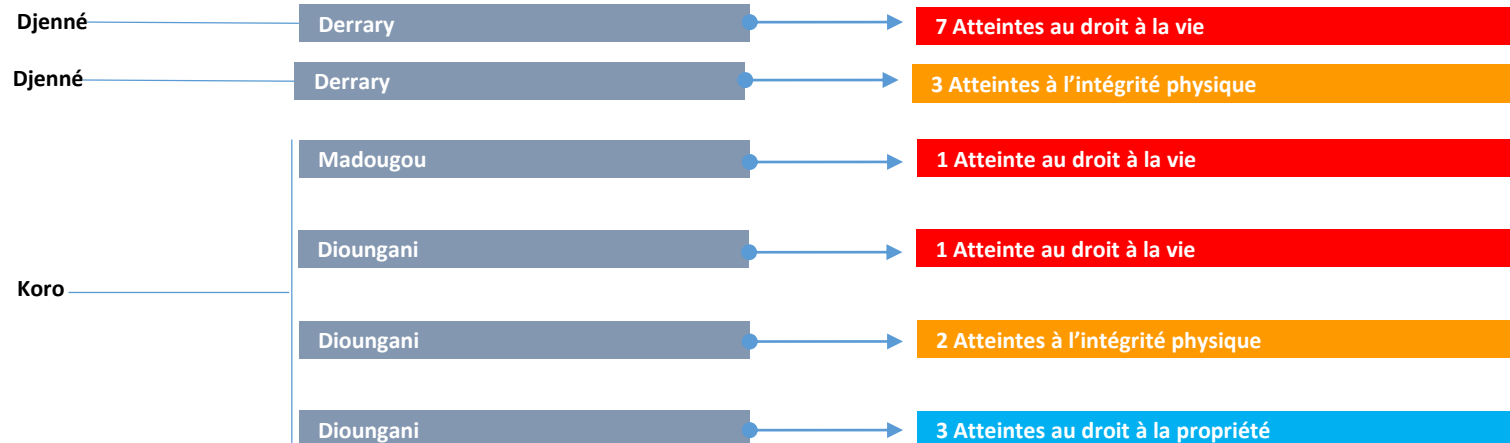 Djenné Derrary 7 Atteintes au droit à la vie
Djenné Derrary 3 Atteintes à l’intégrité physique
Madougou 1 Atteinte au droit à la vie
Dioungani 1 Atteinte au droit à la vie
Koro
Dioungani 2 Atteintes à l’intégrité physique
Dioungani 3 Atteintes au droit à la propriété